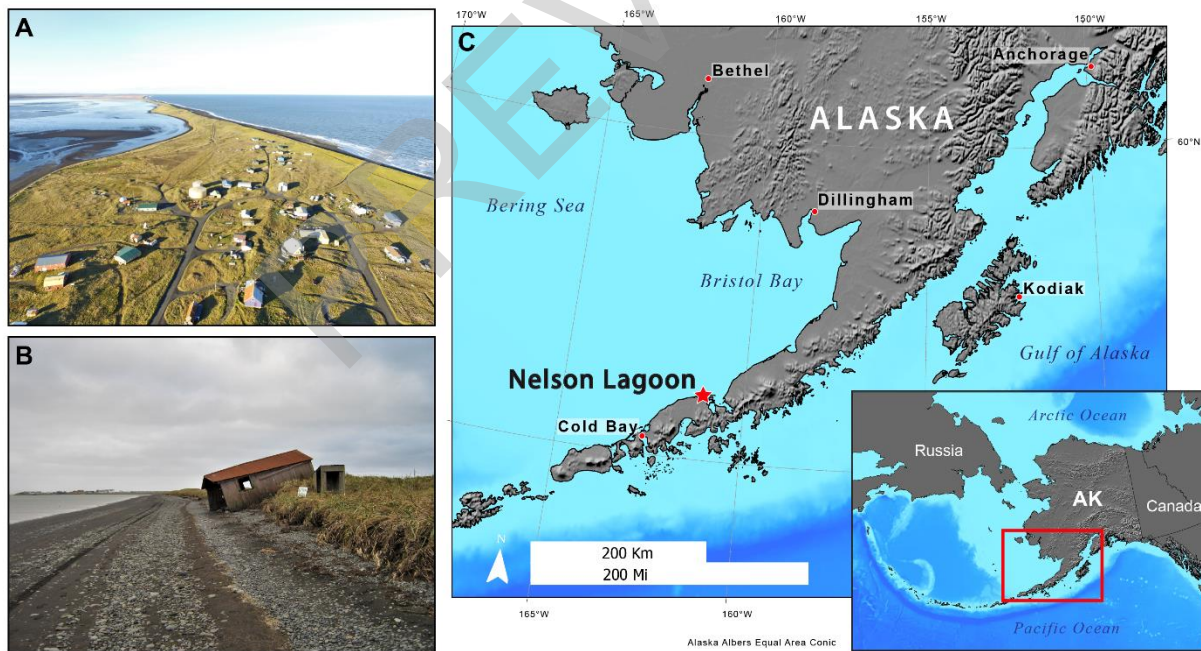 A
B
C
170°W
165°W
160°W
155°W
150°W
60°N
Bethel
Anchorage
ALASKA
Bering Sea
Dillingham
Bristol Bay
Kodiak
Gulf of Alaska
Nelson Lagoon
Cold Bay
N
200 Km
200 Mi
165°W
160°W
Alaska Albers Equal Area Conic
Arctic Ocean
Russia
AK
Canada
Pacific Ocean